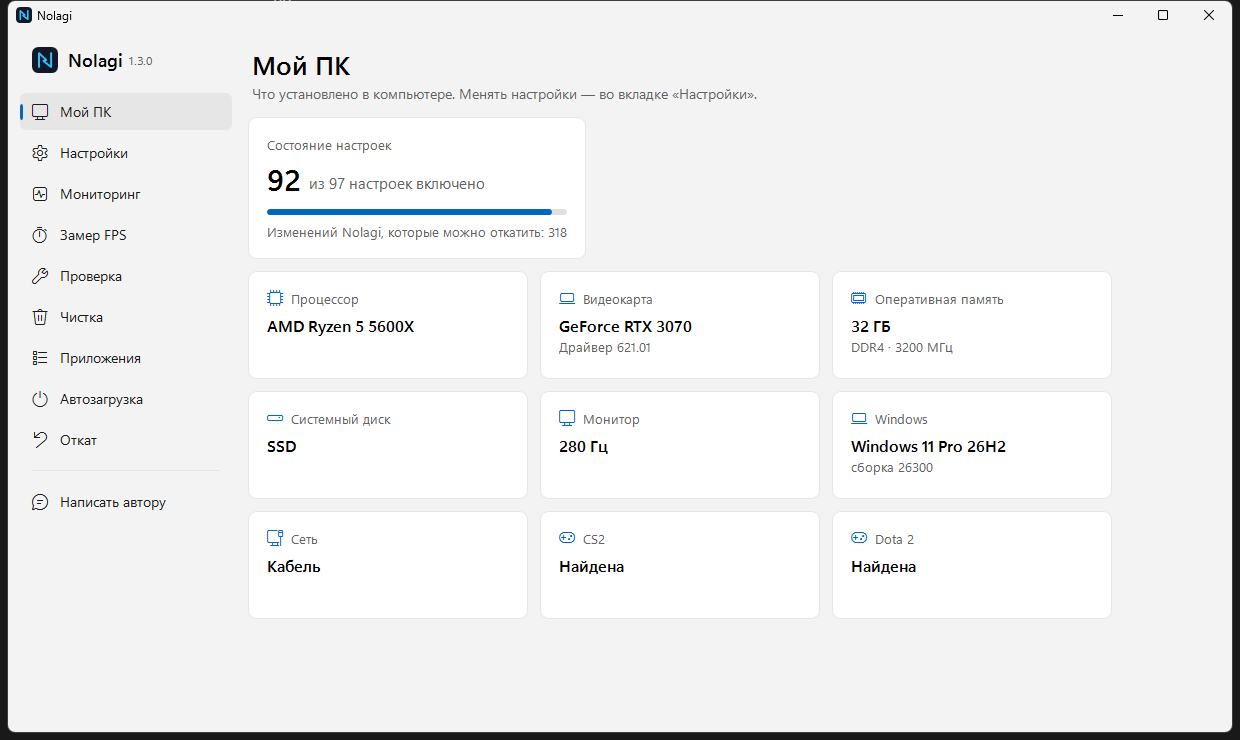 Nolagi
Nolagi 1.3.0
Мой ПК
Настройки
Мониторинг
Замер FPS
Проверка
Чистка
Приложения
Автозагрузка
Откат
Написать автору
Мой ПК
Что установлено в компьютере. Менять настройки — во вкладке «Настройки».
Состояние настроек
92 из 97 настроек включено
Изменений Nolagi, которые можно откатить: 318
Процессор
AMD Ryzen 5 5600X
Видеокарта
GeForce RTX 3070
Драйвер 621.01
Оперативная память
32 ГБ
DDR4 · 3200 МГц
Системный диск
SSD
Монитор
280 Гц
Windows
Windows 11 Pro 26H2
сборка 26300
Сеть
Кабель
CS2
Найдена
Dota 2
Найдена